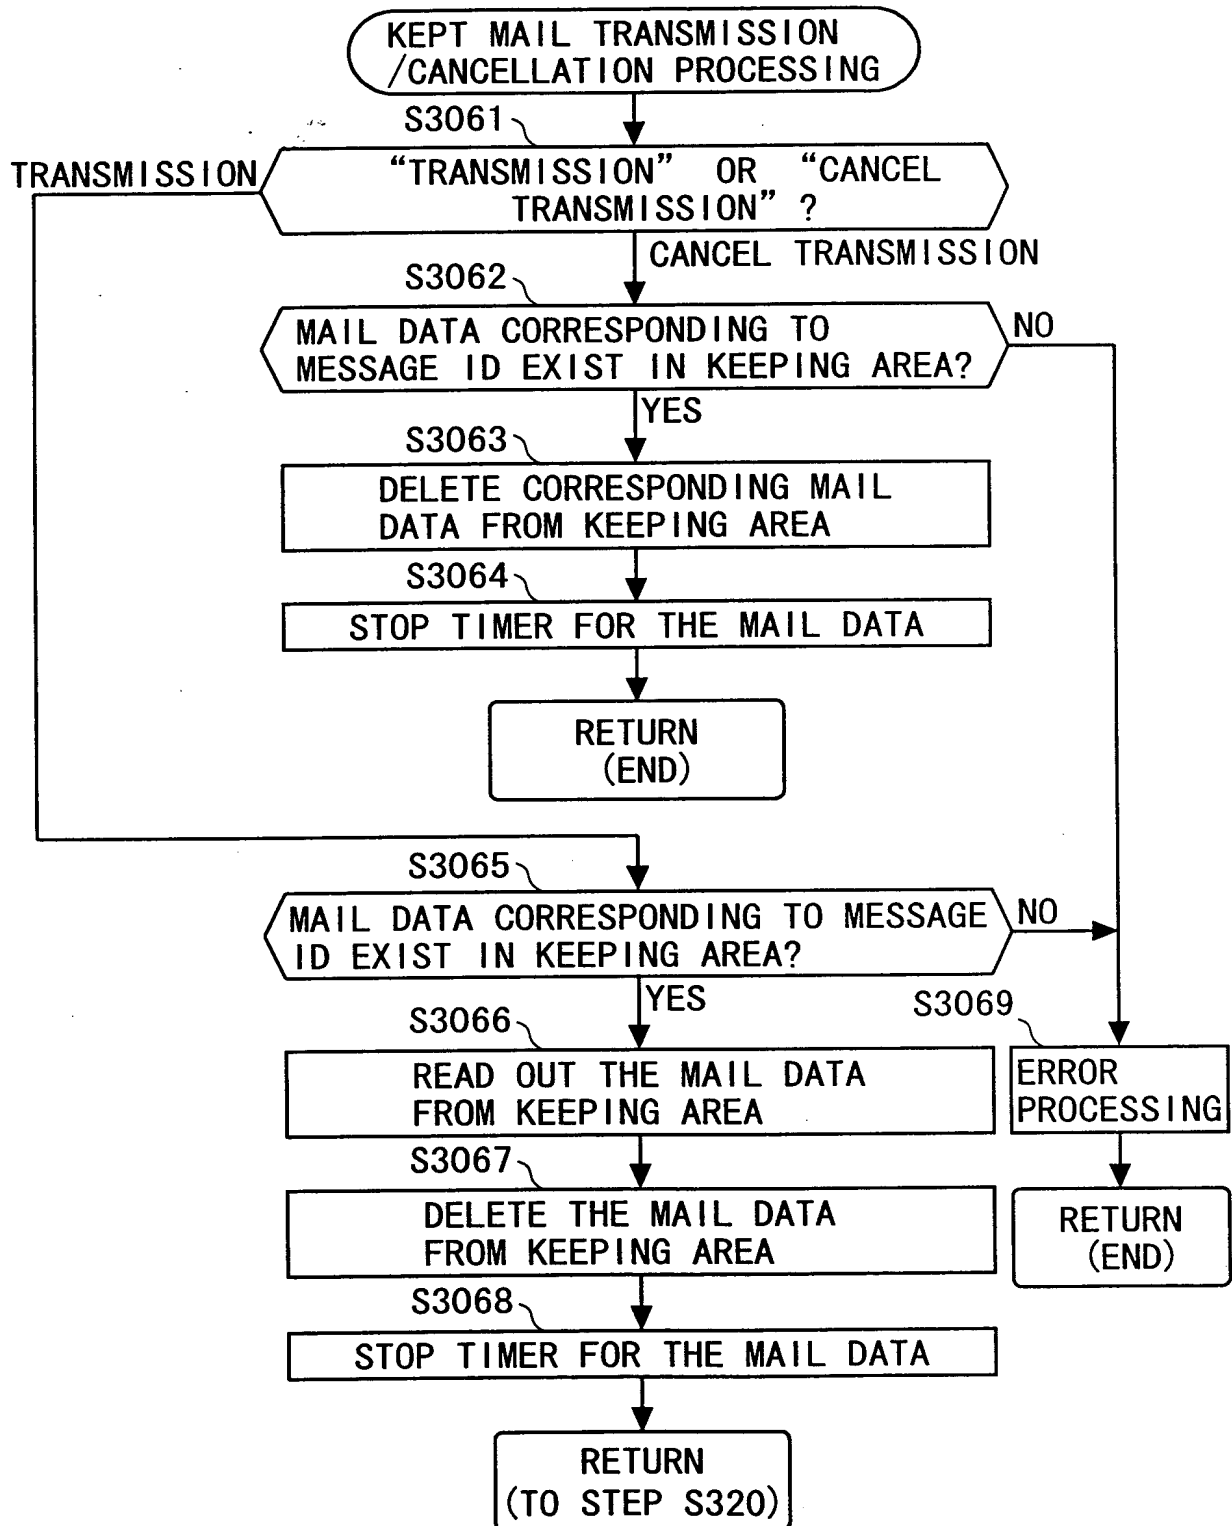 KEPT MAIL TRANSMISSION
/CANCELLATION PROCESSING
S3061
TRANSMISSION
“TRANSMISSION” OR “CANCEL
TRANSMISSION” ?
CANCEL TRANSMISSION
S3062
MAIL DATA CORRESPONDING TO
MESSAGE ID EXIST IN KEEPING AREA?
NO
YES
S3063
DELETE CORRESPONDING MAIL
DATA FROM KEEPING AREA
S3064
STOP TIMER FOR THE MAIL DATA
RETURN
(END)
S3065
MAIL DATA CORRESPONDING TO MESSAGE
ID EXIST IN KEEPING AREA?
NO
YES
S3066
READ OUT THE MAIL DATA
FROM KEEPING AREA
S3069
ERROR
PROCESSING
S3067
DELETE THE MAIL DATA
FROM KEEPING AREA
RETURN
(END)
S3068
STOP TIMER FOR THE MAIL DATA
RETURN
(TO STEP S320)